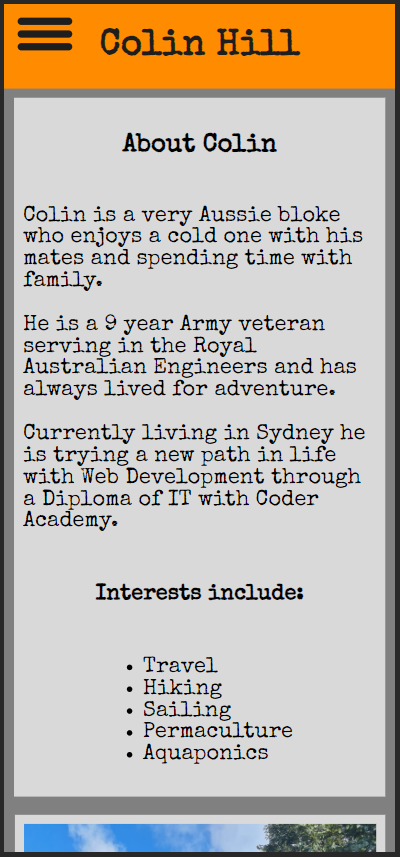 Colin Hill
About Colin
Colin is a very Aussie bloke
who enjoys a cold one with his
mates and spending time with
family.
He is a 9 year Army veteran
serving in the Royal
Australian Engineers and has
always lived for adventure.
Currently living in Sydney he
is trying a new path in life
with Web Development through
a Diploma of IT with Coder
Academy.
Interests include:
• Travel
• Hiking
• Sailing
• Permaculture
• Aquaponics